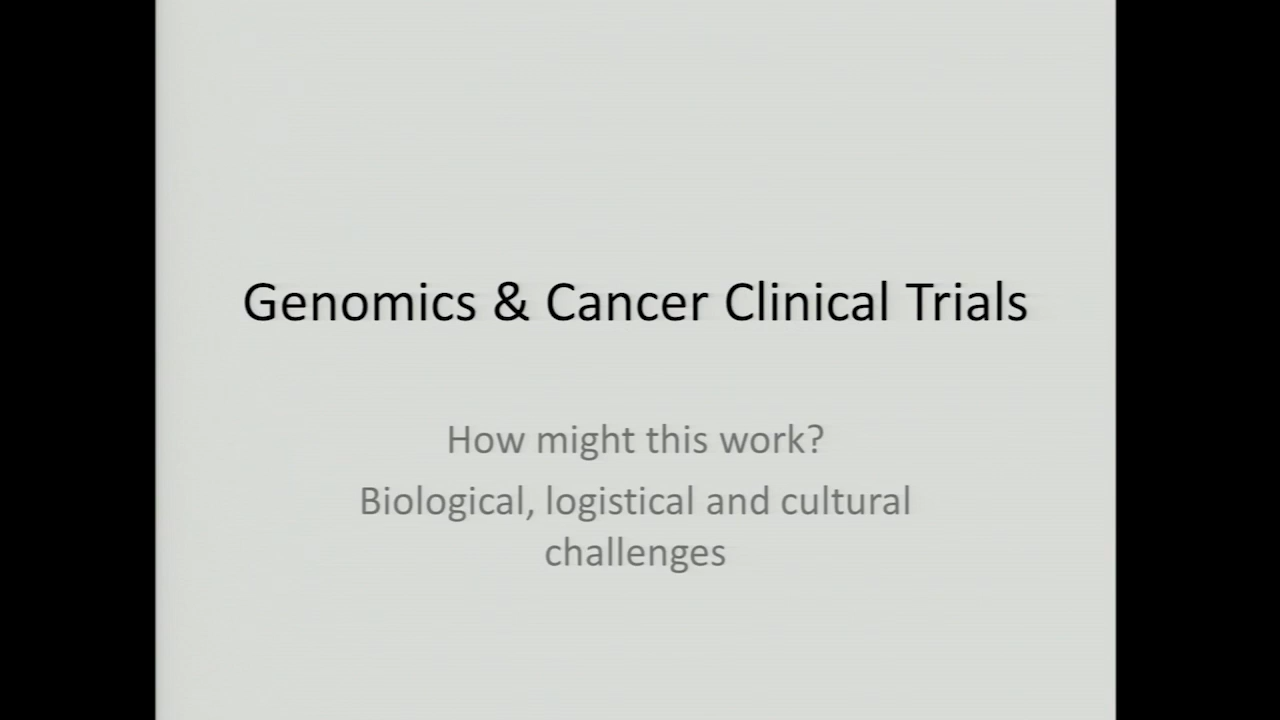 Genomics & Cancer Clinical Trials
How might this work?
Biological, logistical and cultural
challenges